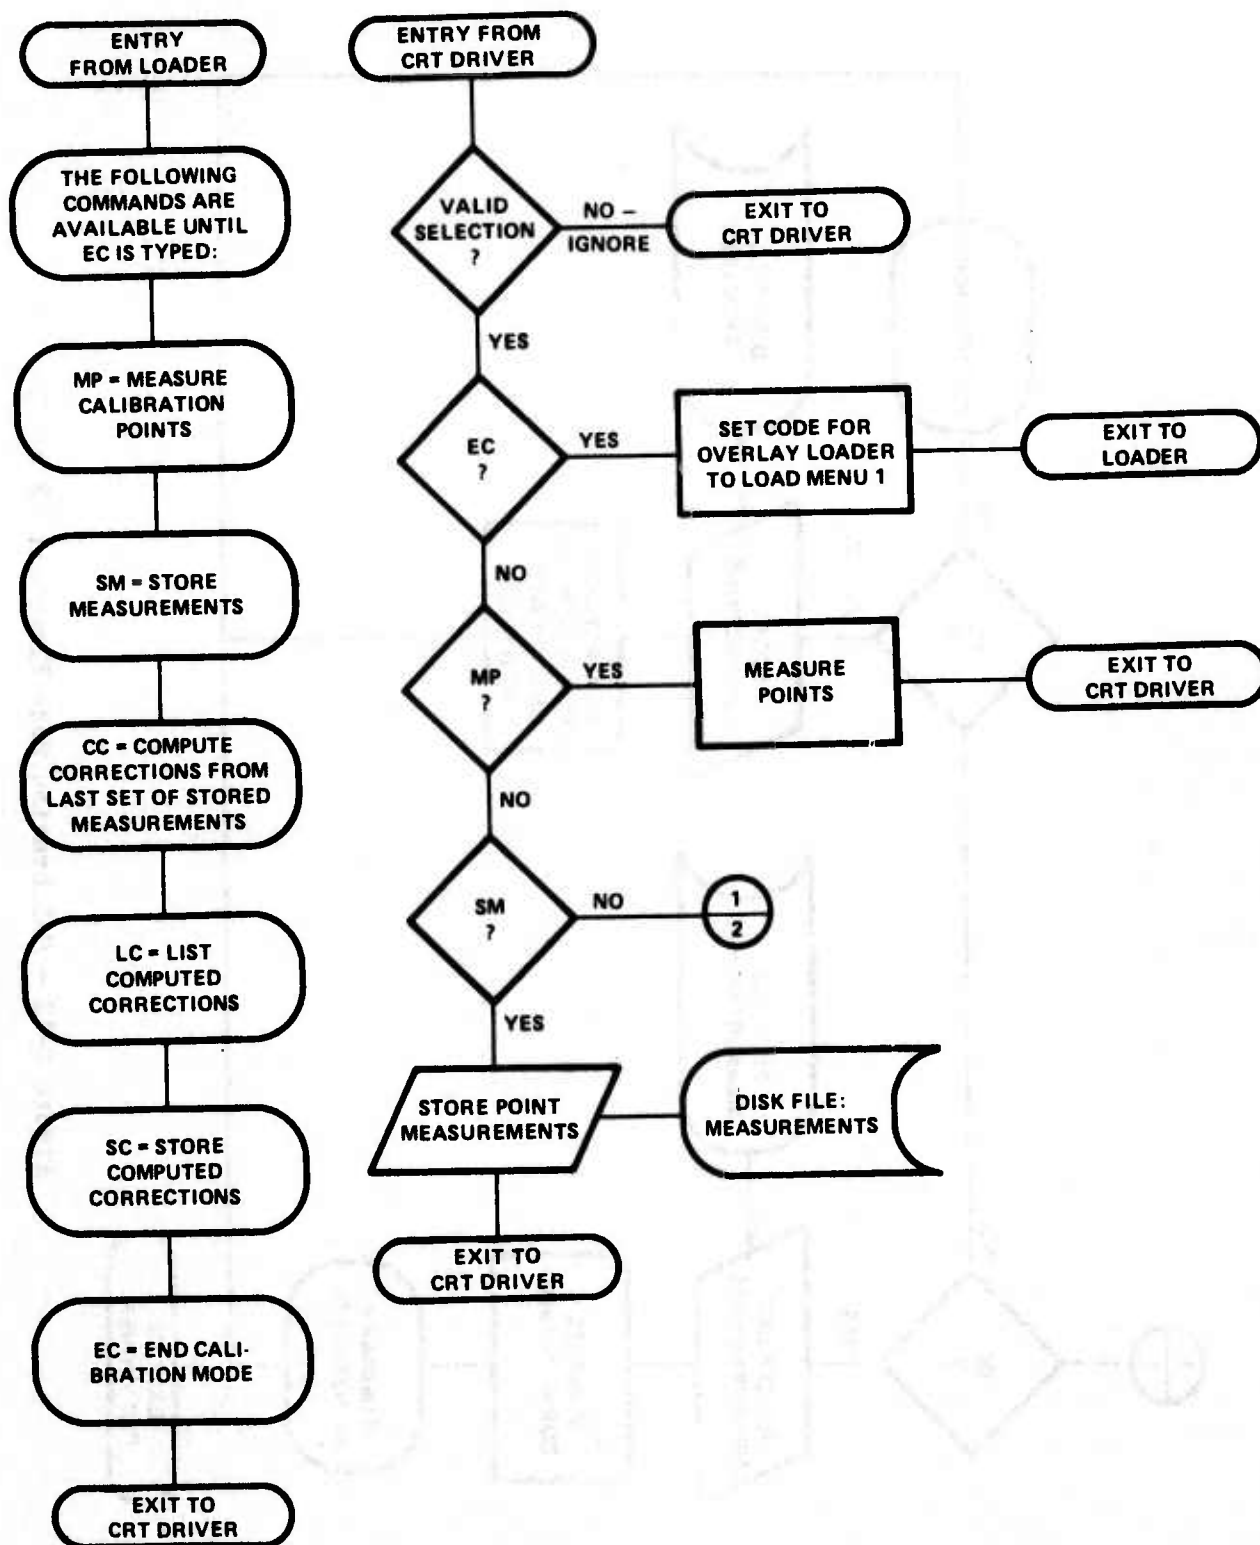 ENTRY
FROM LOADER
THE FOLLOWING
COMMANDS ARE
AVAILABLE UNTIL
EC IS TYPED:
MP = MEASURE
CALIBRATION
POINTS
SM = STORE
MEASUREMENTS
CC = COMPUTE
CORRECTIONS FROM
LAST SET OF STORED
MEASUREMENTS
LC = LIST
COMPUTED
CORRECTIONS
SC = STORE
COMPUTED
CORRECTIONS
EC = END CALI-
BRATION MODE
EXIT TO
CRT DRIVER
ENTRY FROM
CRT DRIVER
VALID
SELECTION
?
NO –
IGNORE
EXIT TO
CRT DRIVER
YES
EC
?
YES
SET CODE FOR
OVERLAY LOADER
TO LOAD MENU 1
EXIT TO
LOADER
NO
MP
?
YES
MEASURE
POINTS
EXIT TO
CRT DRIVER
NO
SM
?
NO
1
2
YES
STORE POINT
MEASUREMENTS
DISK FILE:
MEASUREMENTS
EXIT TO
CRT DRIVER